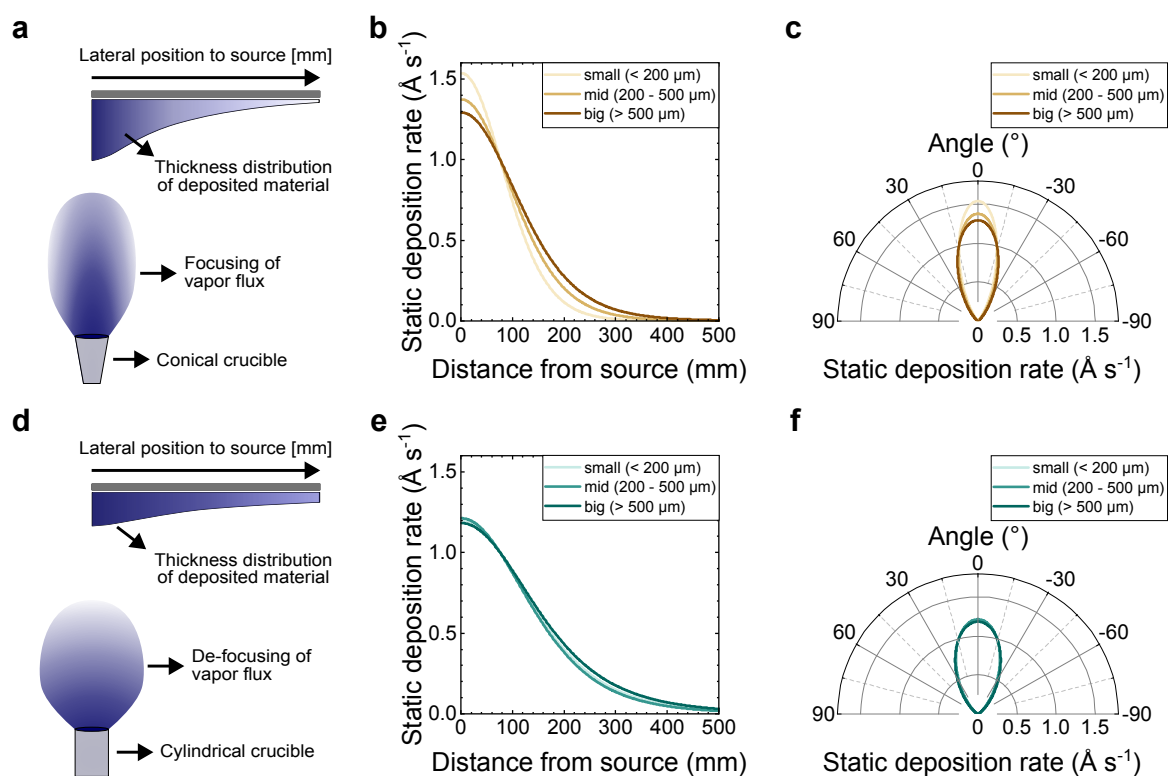 a
Lateral position to source [mm]
Thickness distribution
of deposited material
Focusing of
vapor flux
Conical crucible
b
Static deposition rate (Å s⁻¹)
1.5
1.0
0.5
0.0
0 100 200 300 400 500
Distance from source (mm)
small (< 200 µm)
mid (200 - 500 µm)
big (> 500 µm)
c
small (< 200 µm)
mid (200 - 500 µm)
big (> 500 µm)
Angle (°)
0
30 -30
60 -60
90 0 0.5 1.0 1.5 -90
Static deposition rate (Å s⁻¹)
d
Lateral position to source [mm]
Thickness distribution
of deposited material
De-focusing of
vapor flux
Cylindrical crucible
e
Static deposition rate (Å s⁻¹)
1.5
1.0
0.5
0.0
0 100 200 300 400 500
Distance from source (mm)
small (< 200 µm)
mid (200 - 500 µm)
big (> 500 µm)
f
small (< 200 µm)
mid (200 - 500 µm)
big (> 500 µm)
Angle (°)
0
30 -30
60 -60
90 0 0.5 1.0 1.5 -90
Static deposition rate (Å s⁻¹)